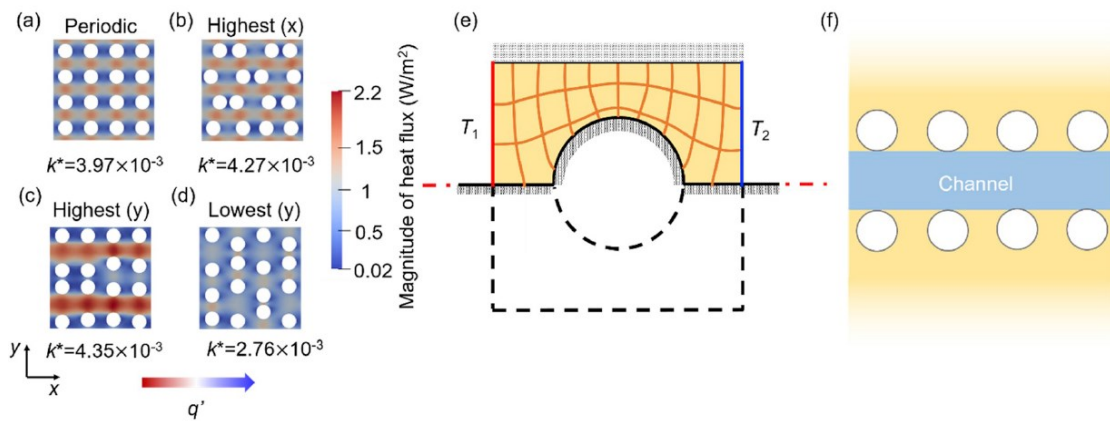 (a)
Periodic
k*=3.97×10⁻³
(b)
Highest (x)
k*=4.27×10⁻³
(c)
Highest (y)
k*=4.35×10⁻³
(d)
Lowest (y)
k*=2.76×10⁻³
y
x
q'
2.2
2
1.5
1
0.5
0.02
Magnitude of heat flux (W/m²)
(e)
T₁
T₂
(f)
Channel